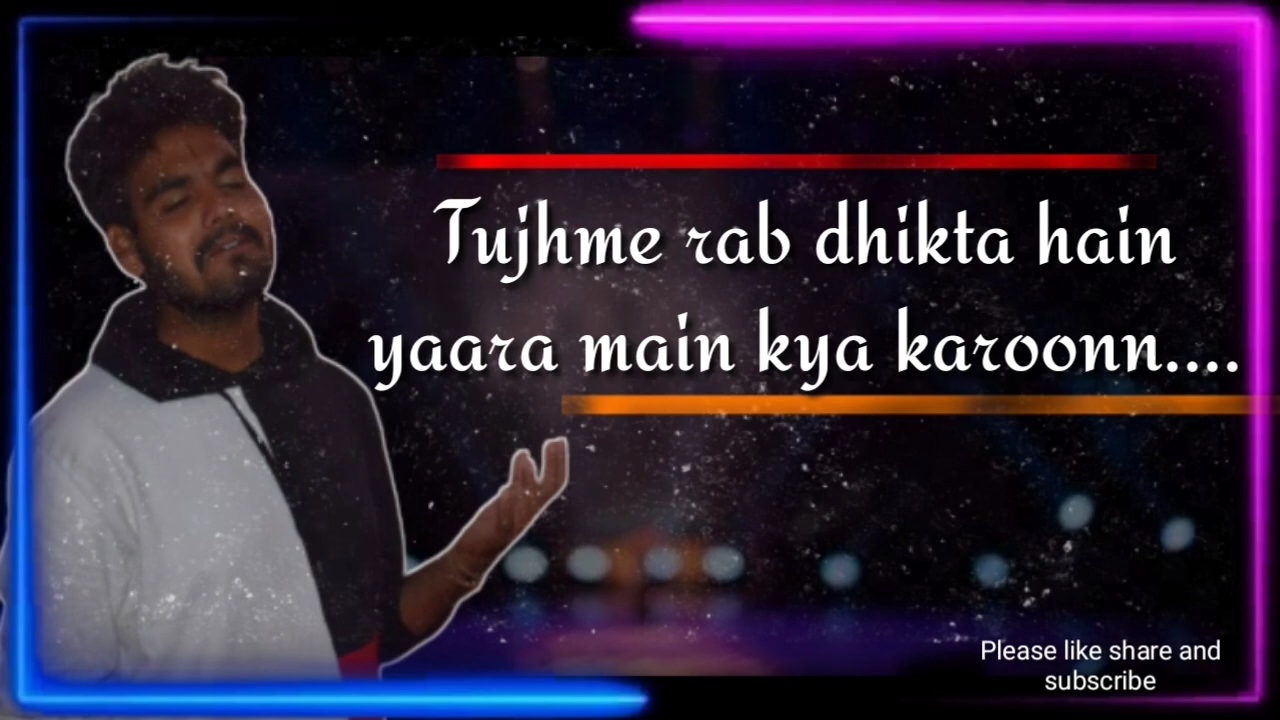 Tujhme rab dhikta hain
yaara main kya karoonn....
Please like share and
subscribe